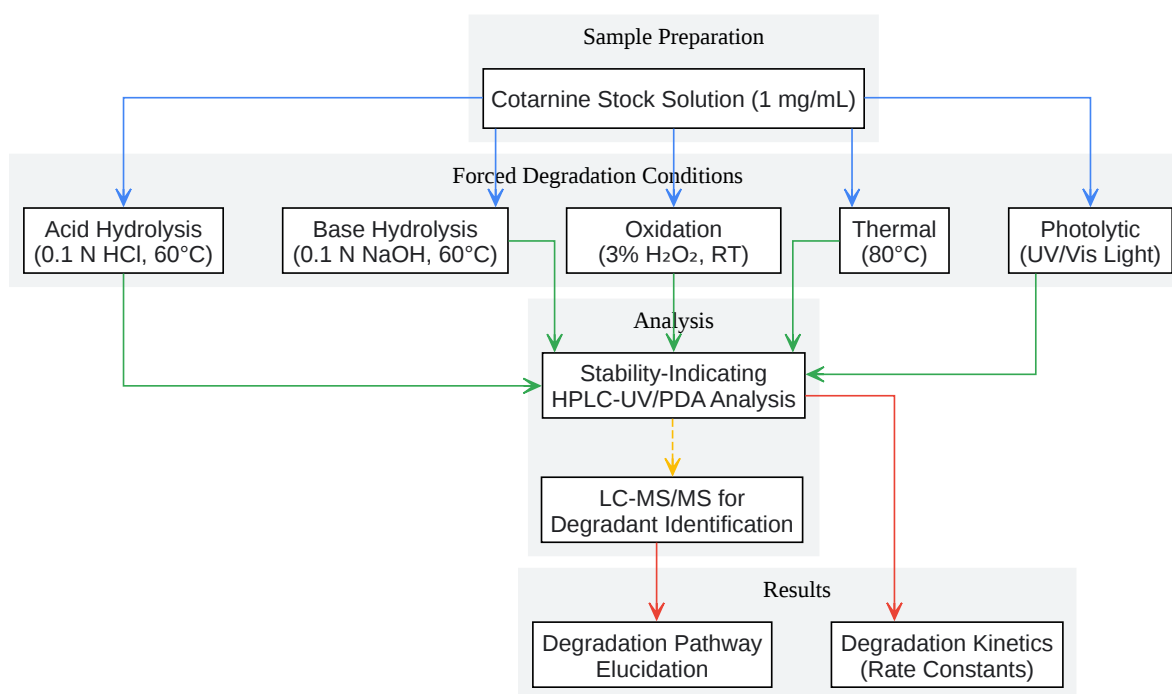 Sample Preparation
Cotarnine Stock Solution (1 mg/mL)
Forced Degradation Conditions
Acid Hydrolysis
(0.1 N HCl, 60°C)
Base Hydrolysis
(0.1 N NaOH, 60°C)
Oxidation
(3% H₂O₂, RT)
Thermal
(80°C)
Photolytic
(UV/Vis Light)
Analysis
Stability-Indicating
HPLC-UV/PDA Analysis
LC-MS/MS for
Degradant Identification
Results
Degradation Pathway
Elucidation
Degradation Kinetics
(Rate Constants)